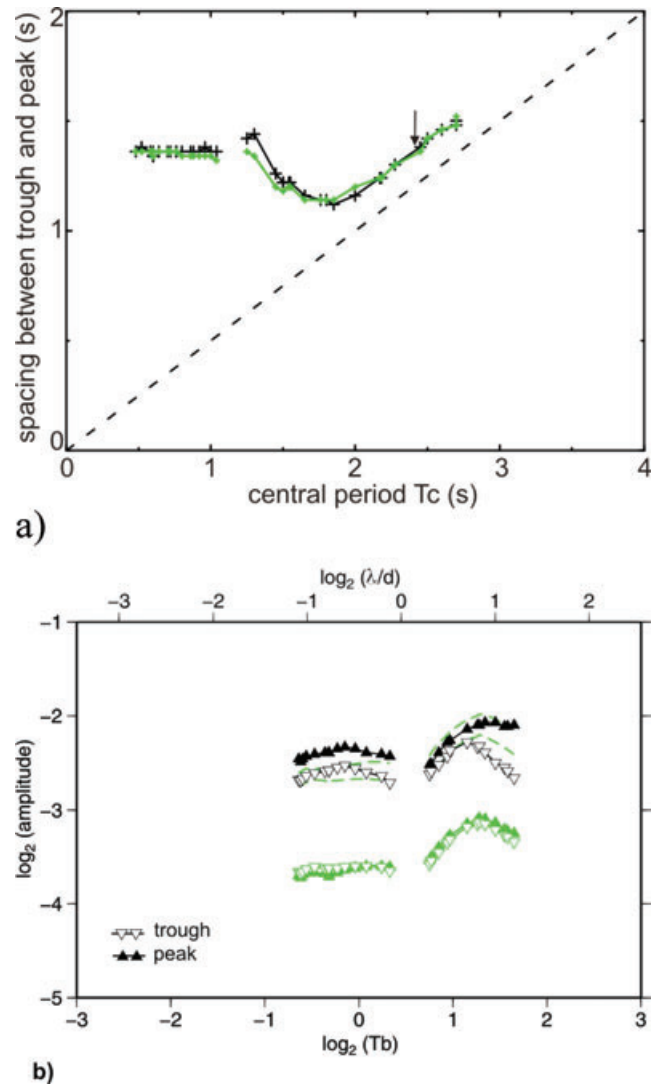 spacing between trough and peak (s)
2
1
0
0
1
2
3
4
central period Tc (s)
a)
log2 (λ/d)
−3
−2
−1
0
1
2
log2 (amplitude)
−1
−2
−3
−4
−5
trough
peak
−3
−2
−1
0
1
2
3
log2 (Tb)
b)